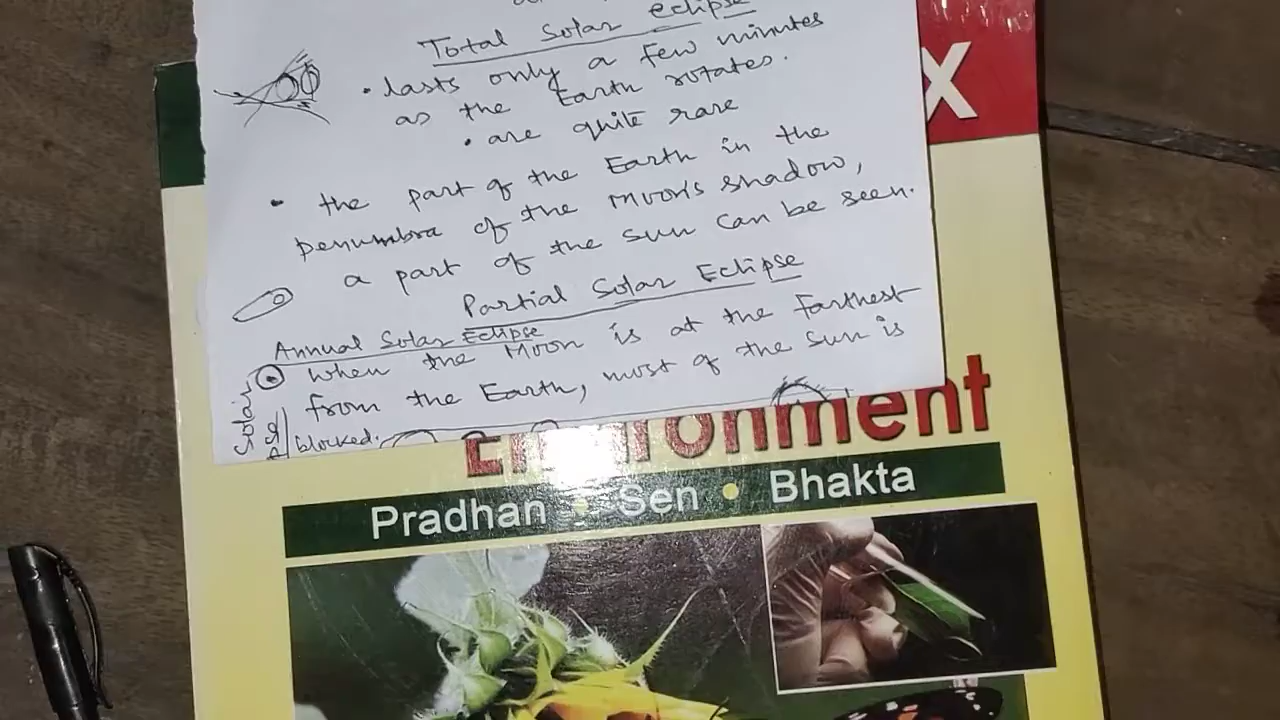 Total Solar eclipse
• lasts only a few minutes
as the Earth rotates.
• are quite rare
• the part of the Earth in the
penumbra of the Moon's shadow,
a part of the sun can be seen.
Partial Solar Eclipse
Annual Solar Eclipse
when the Moon is at the farthest
from the Earth, most of the Sun is
blocked.
Solar
X
Environment
Pradhan • Sen • Bhakta